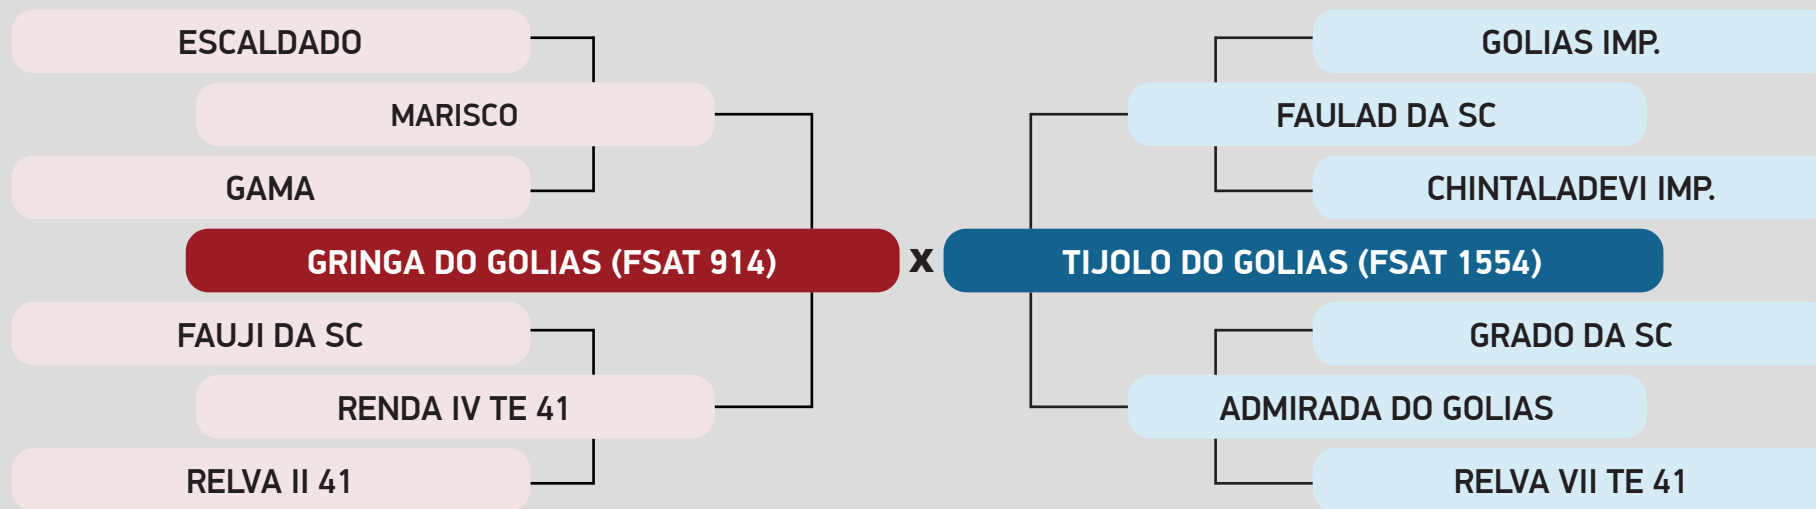 ESCALDADO
GOLIAS IMP.
MARISCO
FAULAD DA SC
GAMA
CHINTALADEVI IMP.
GRINGA DO GOLIAS (FSAT 914) X TIJOLO DO GOLIAS (FSAT 1554)
FAUJI DA SC
GRADO DA SC
RENDA IV TE 41
ADMIRADA DO GOLIAS
RELVA II 41
RELVA VII TE 41